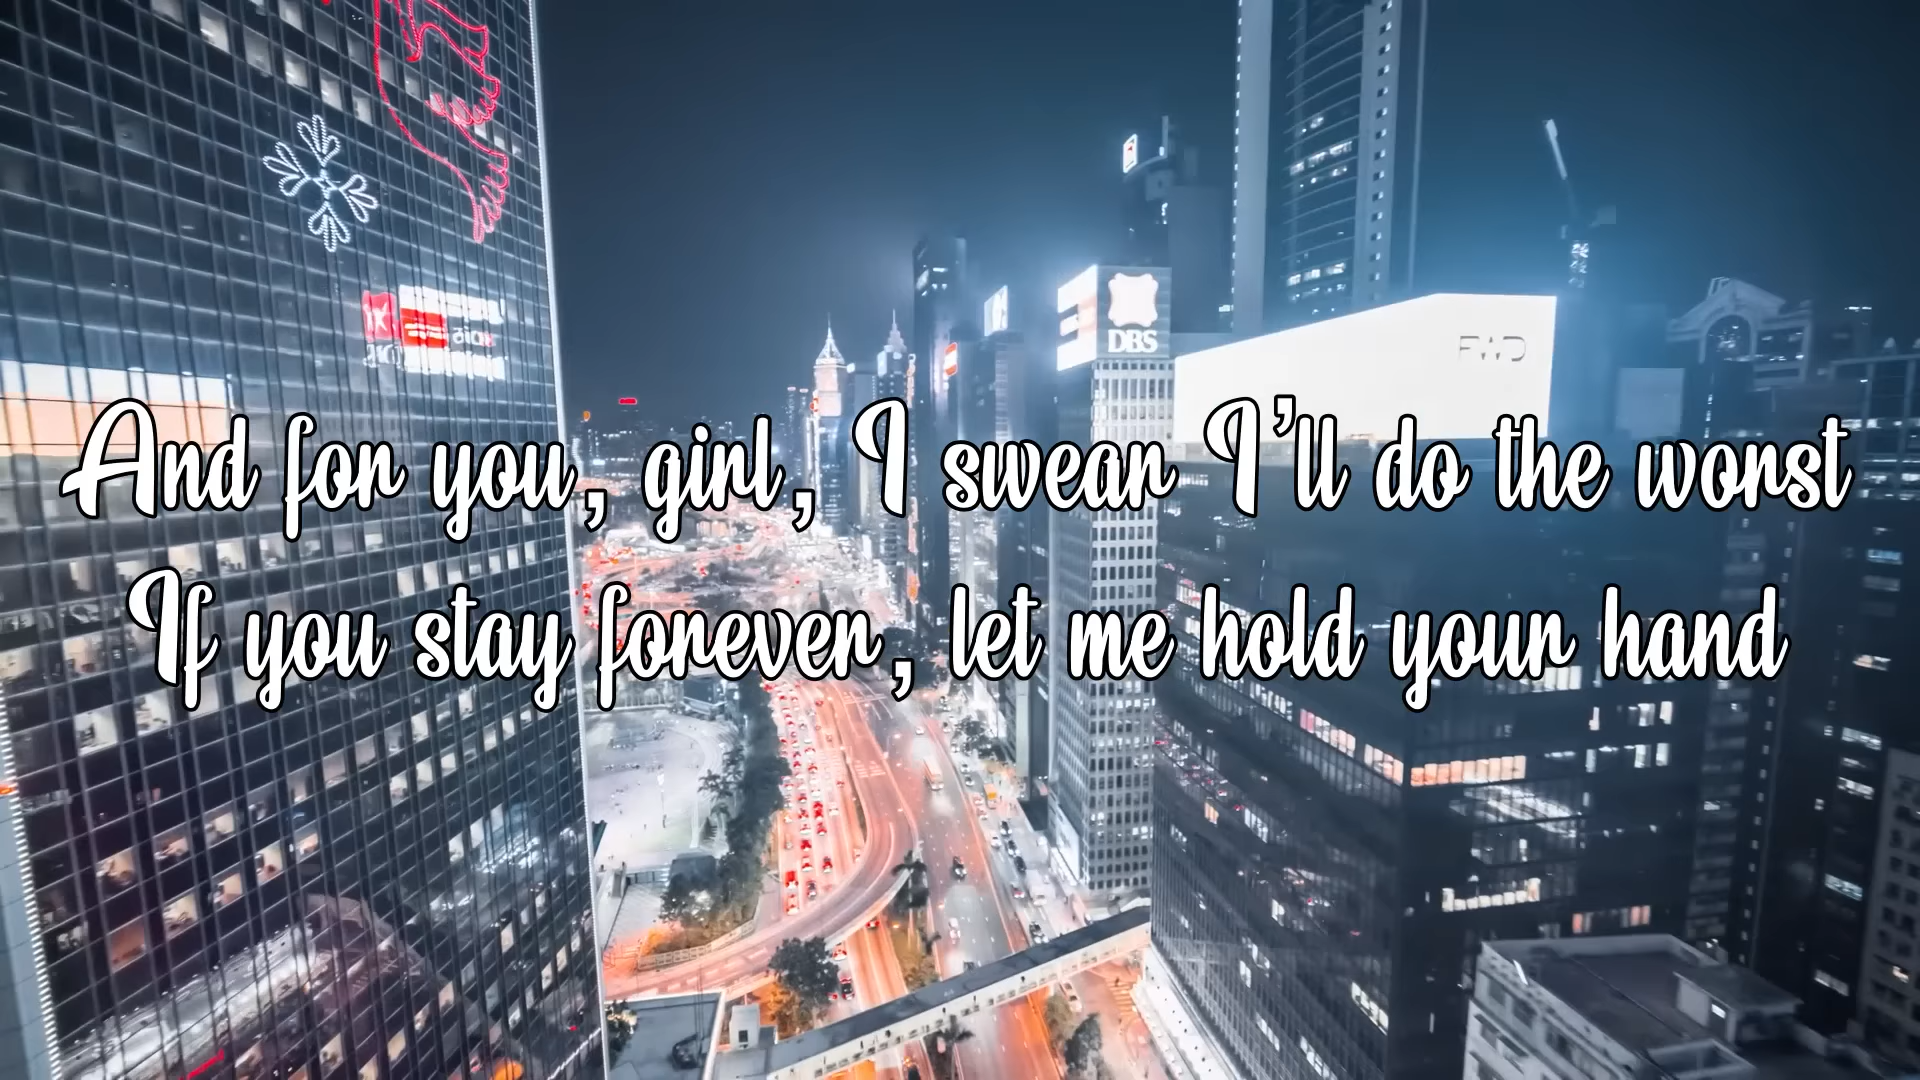 DBS
FWD
And for you, girl, I swear I'll do the worst
If you stay forever, let me hold your hand